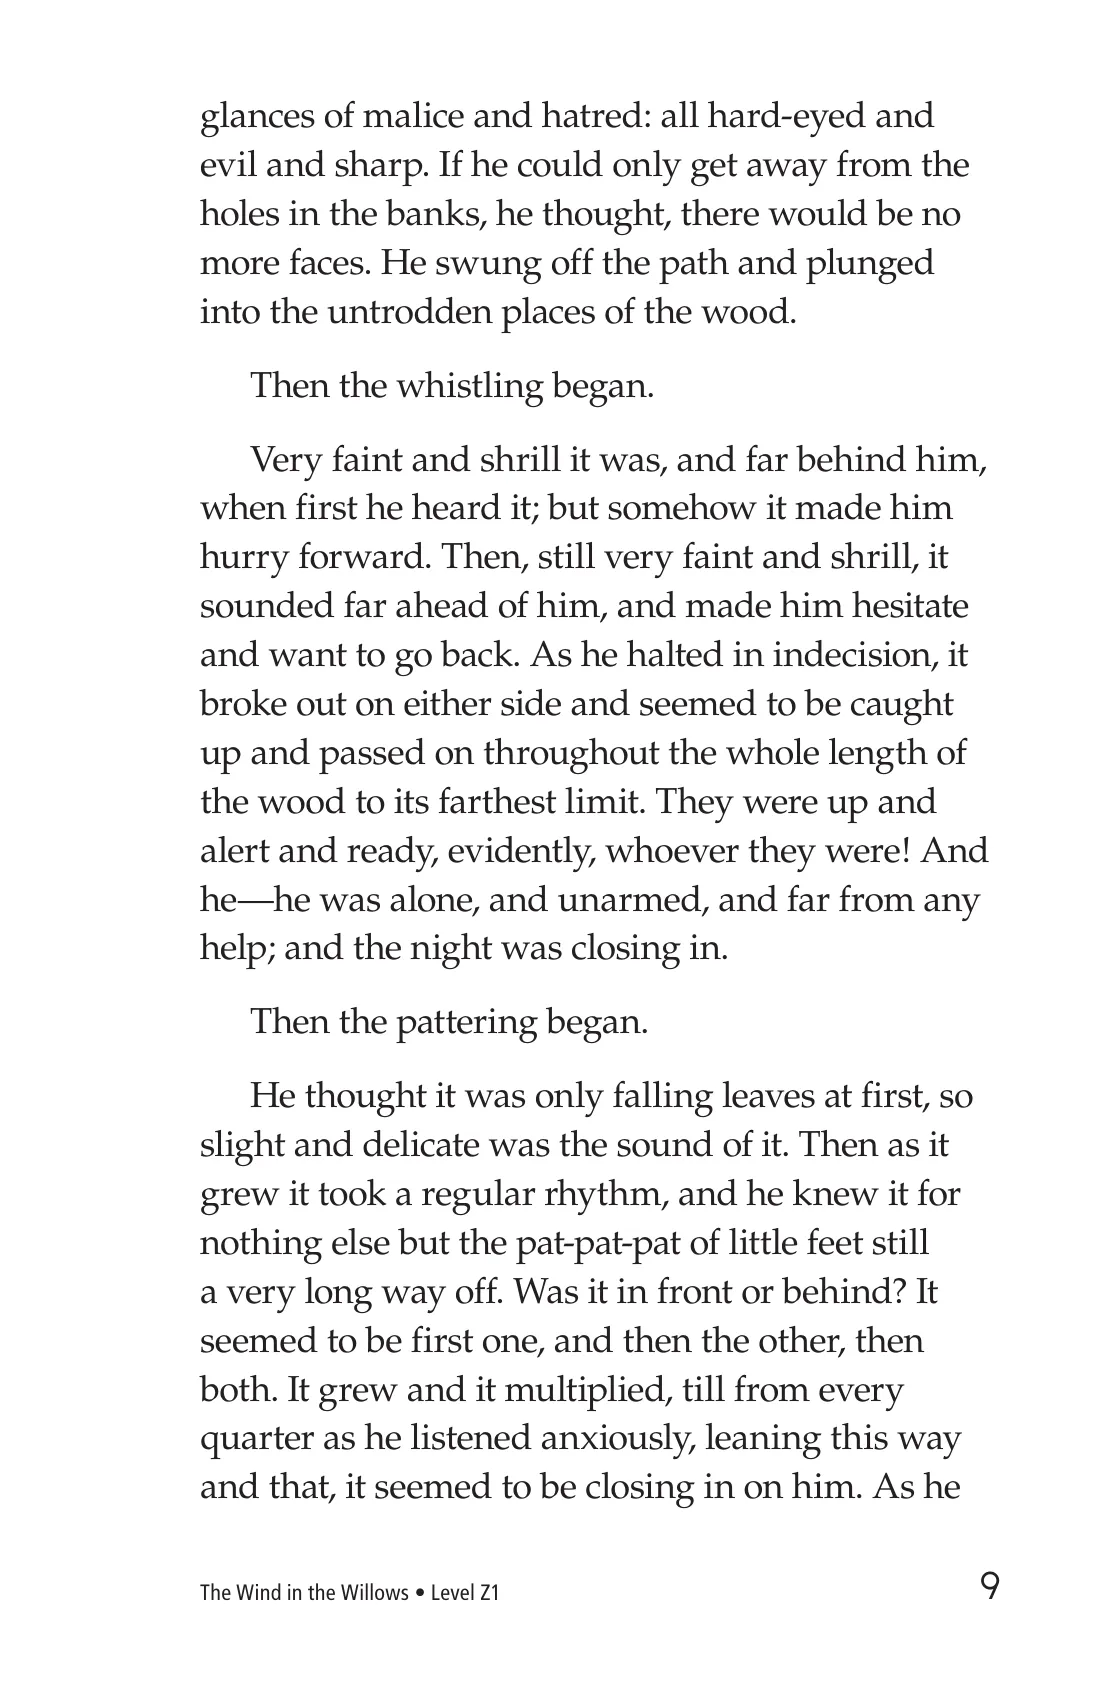 glances of malice and hatred: all hard-eyed and
evil and sharp. If he could only get away from the
holes in the banks, he thought, there would be no
more faces. He swung off the path and plunged
into the untrodden places of the wood.
Then the whistling began.
Very faint and shrill it was, and far behind him,
when first he heard it; but somehow it made him
hurry forward. Then, still very faint and shrill, it
sounded far ahead of him, and made him hesitate
and want to go back. As he halted in indecision, it
broke out on either side and seemed to be caught
up and passed on throughout the whole length of
the wood to its farthest limit. They were up and
alert and ready, evidently, whoever they were! And
he—he was alone, and unarmed, and far from any
help; and the night was closing in.
Then the pattering began.
He thought it was only falling leaves at first, so
slight and delicate was the sound of it. Then as it
grew it took a regular rhythm, and he knew it for
nothing else but the pat-pat-pat of little feet still
a very long way off. Was it in front or behind? It
seemed to be first one, and then the other, then
both. It grew and it multiplied, till from every
quarter as he listened anxiously, leaning this way
and that, it seemed to be closing in on him. As he
The Wind in the Willows • Level Z1
9